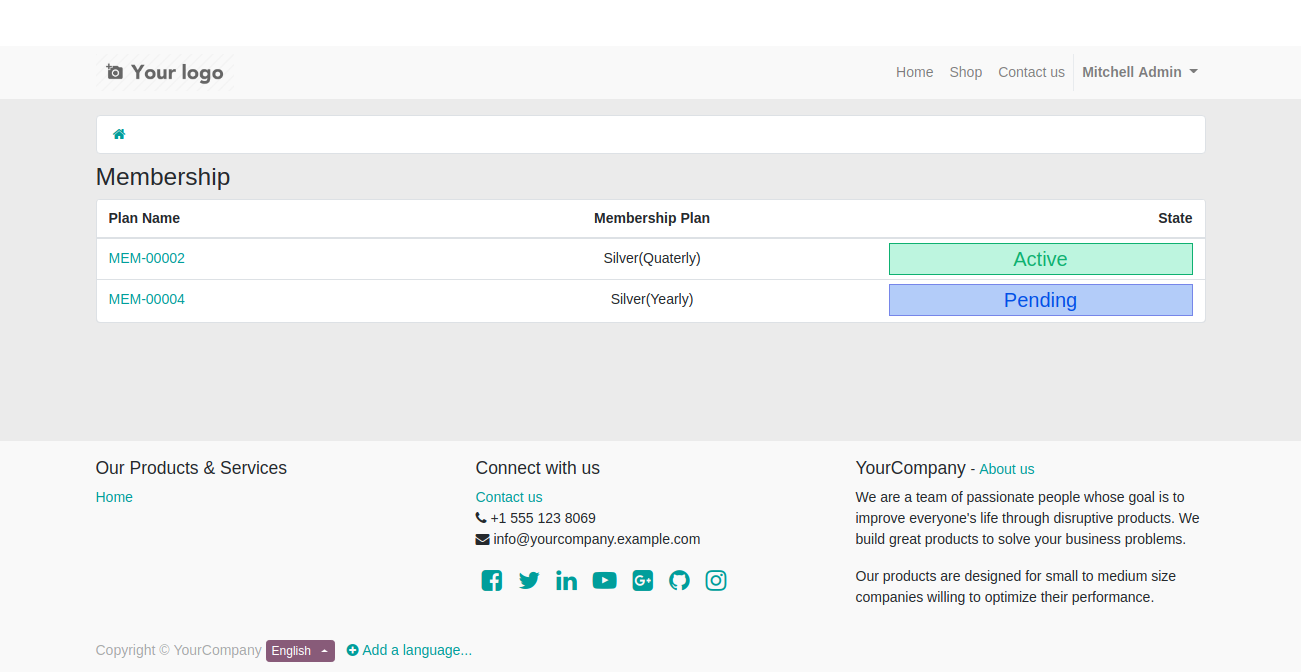 Your logo
Home Shop Contact us Mitchell Admin
Membership
Plan Name Membership Plan State
MEM-00002 Silver(Quaterly) Active
MEM-00004 Silver(Yearly) Pending
Our Products & Services
Home
Connect with us
Contact us
+1 555 123 8069
info@yourcompany.example.com
YourCompany - About us
We are a team of passionate people whose goal is to
improve everyone's life through disruptive products. We
build great products to solve your business problems.
Our products are designed for small to medium size
companies willing to optimize their performance.
Copyright © YourCompany English Add a language...